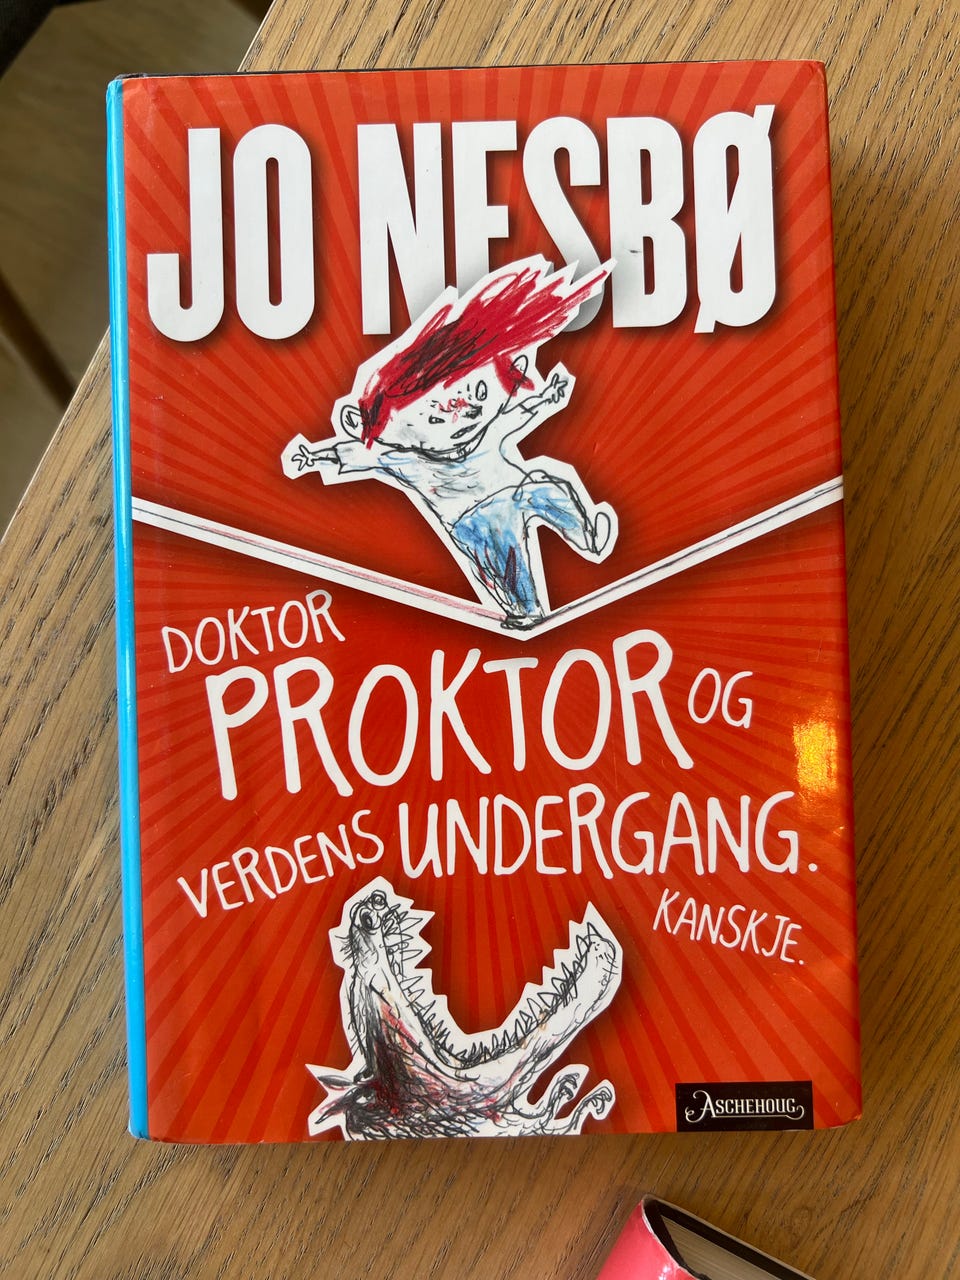 JO NESBØ
DOKTOR
PROKTOR OG
VERDENS UNDERGANG.
KANSKJE.
ASCHEHOUG